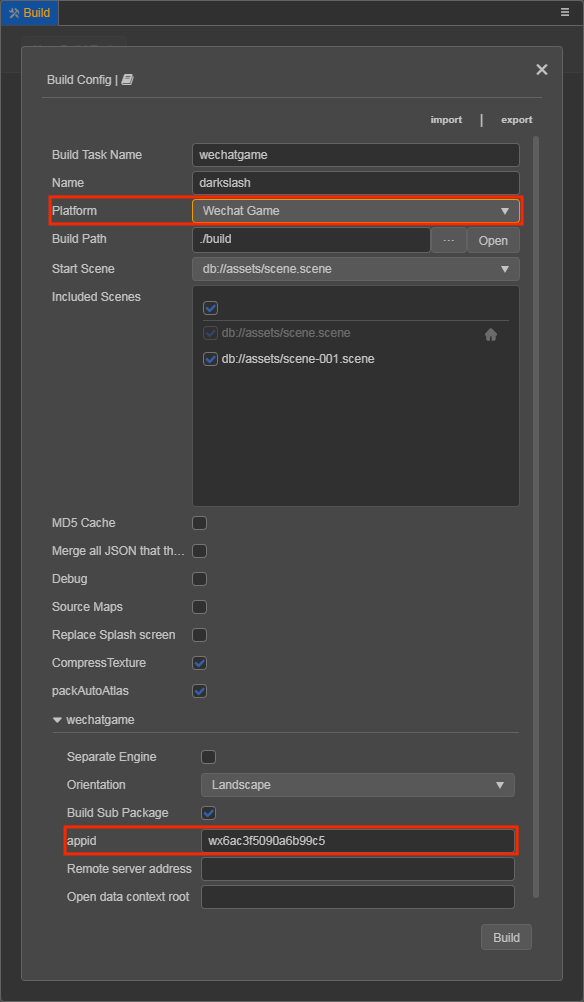 Build
Build Config |
import | export
Build Task Name wechatgame
Name darkslash
Platform Wechat Game
Build Path ./build ... Open
Start Scene db://assets/scene.scene
Included Scenes
db://assets/scene.scene
db://assets/scene-001.scene
MD5 Cache
Merge all JSON that th...
Debug
Source Maps
Replace Splash screen
CompressTexture
packAutoAtlas
wechatgame
Separate Engine
Orientation Landscape
Build Sub Package
appid wx6ac3f5090a6b99c5
Remote server address
Open data context root
Build